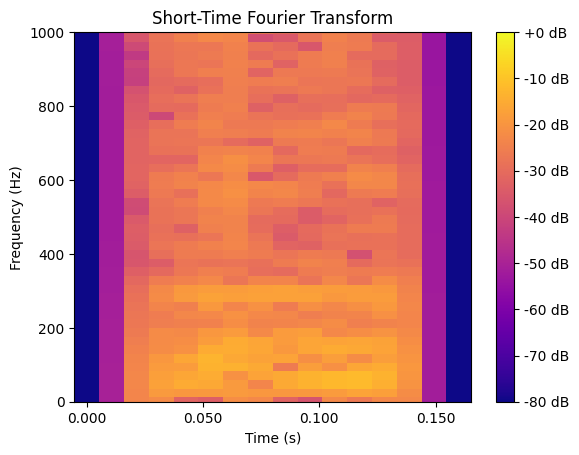 Short-Time Fourier Transform
Frequency (Hz)
1000
800
600
400
200
0
0.000
0.050
0.100
0.150
Time (s)
+0 dB
-10 dB
-20 dB
-30 dB
-40 dB
-50 dB
-60 dB
-70 dB
-80 dB